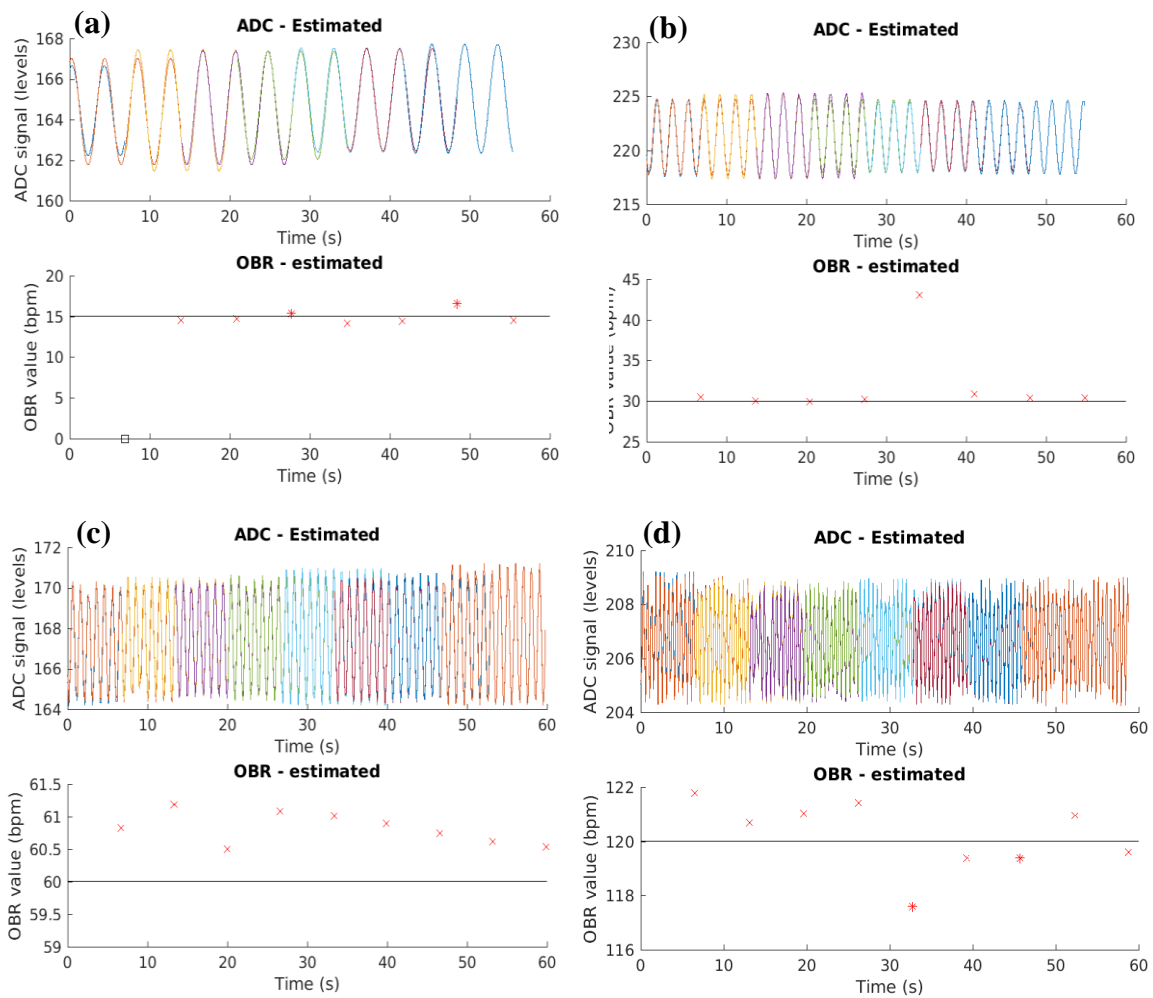 (a)
ADC - Estimated
168
166
164
162
160
ADC signal (levels)
0 10 20 30 40 50 60
Time (s)
OBR - estimated
20
15
10
5
0
OBR value (bpm)
0 10 20 30 40 50 60
Time (s)
(b)
ADC - Estimated
230
225
220
215
0 10 20 30 40 50 60
Time (s)
OBR - estimated
45
40
35
30
25
OBR value (bpm)
0 10 20 30 40 50 60
Time (s)
(c)
ADC - Estimated
172
170
168
166
164
ADC signal (levels)
0 10 20 30 40 50 60
Time (s)
OBR - estimated
61.5
61
60.5
60
59.5
59
OBR value (bpm)
0 10 20 30 40 50 60
Time (s)
(d)
ADC - Estimated
210
208
206
204
ADC signal (levels)
0 10 20 30 40 50 60
Time (s)
OBR - estimated
122
120
118
116
OBR value (bpm)
0 10 20 30 40 50 60
Time (s)